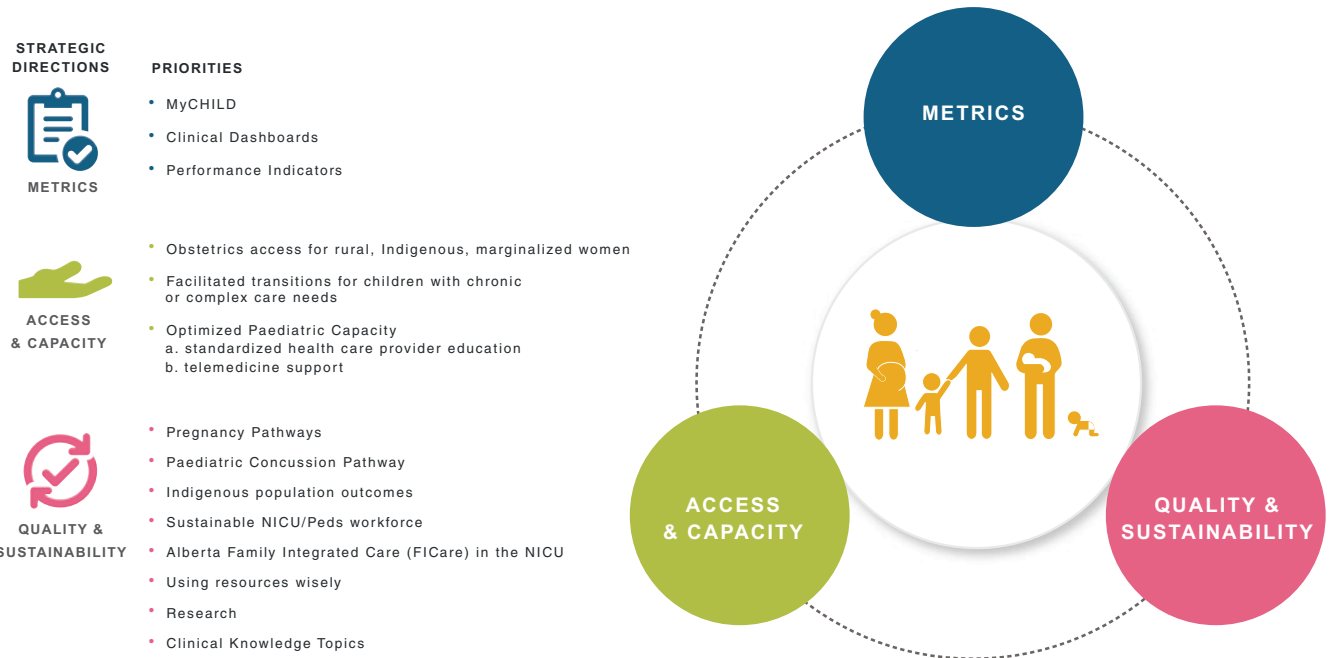 STRATEGIC
DIRECTIONS
PRIORITIES
METRICS
• MyCHILD
• Clinical Dashboards
• Performance Indicators
ACCESS
& CAPACITY
• Obstetrics access for rural, Indigenous, marginalized women
• Facilitated transitions for children with chronic
or complex care needs
• Optimized Paediatric Capacity
a. standardized health care provider education
b. telemedicine support
QUALITY &
SUSTAINABILITY
• Pregnancy Pathways
• Paediatric Concussion Pathway
• Indigenous population outcomes
• Sustainable NICU/Peds workforce
• Alberta Family Integrated Care (FICare) in the NICU
• Using resources wisely
• Research
• Clinical Knowledge Topics
METRICS
ACCESS
& CAPACITY
QUALITY &
SUSTAINABILITY